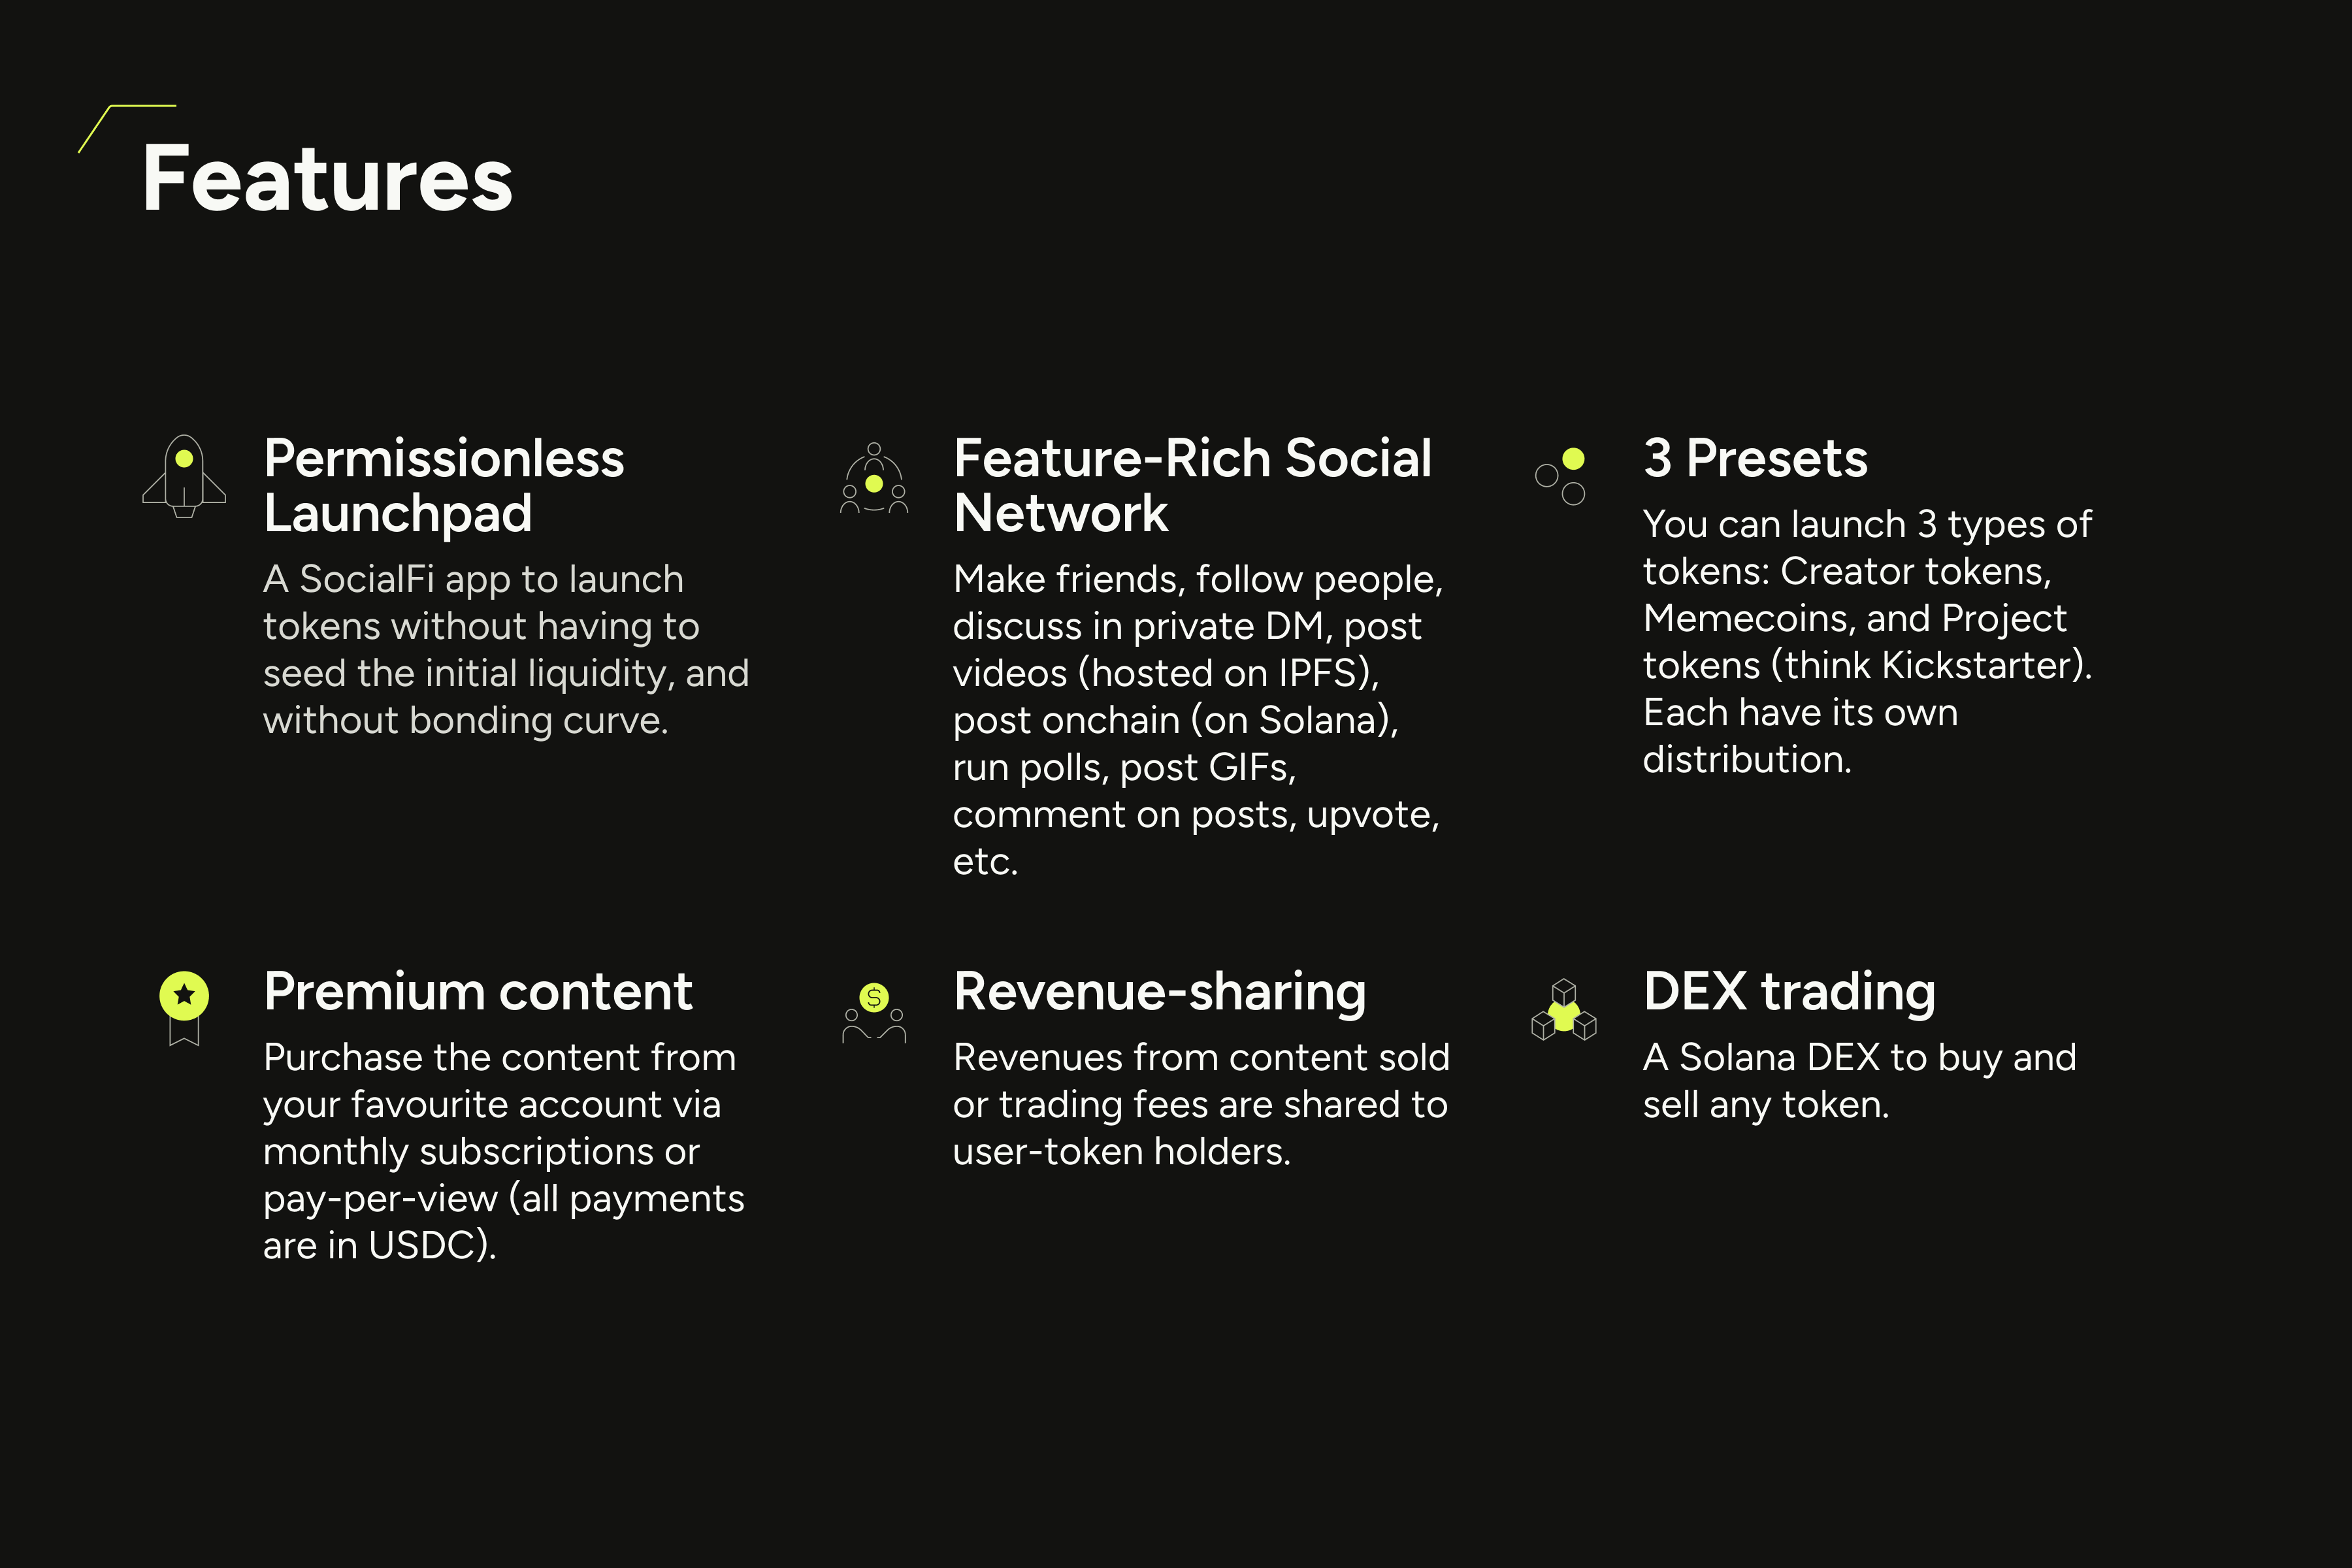 Features
Permissionless
Launchpad
A SocialFi app to launch
tokens without having to
seed the initial liquidity, and
without bonding curve.
Feature-Rich Social
Network
Make friends, follow people,
discuss in private DM, post
videos (hosted on IPFS),
post onchain (on Solana),
run polls, post GIFs,
comment on posts, upvote,
etc.
3 Presets
You can launch 3 types of
tokens: Creator tokens,
Memecoins, and Project
tokens (think Kickstarter).
Each have its own
distribution.
Premium content
Purchase the content from
your favourite account via
monthly subscriptions or
pay-per-view (all payments
are in USDC).
$
Revenue-sharing
Revenues from content sold
or trading fees are shared to
user-token holders.
DEX trading
A Solana DEX to buy and
sell any token.